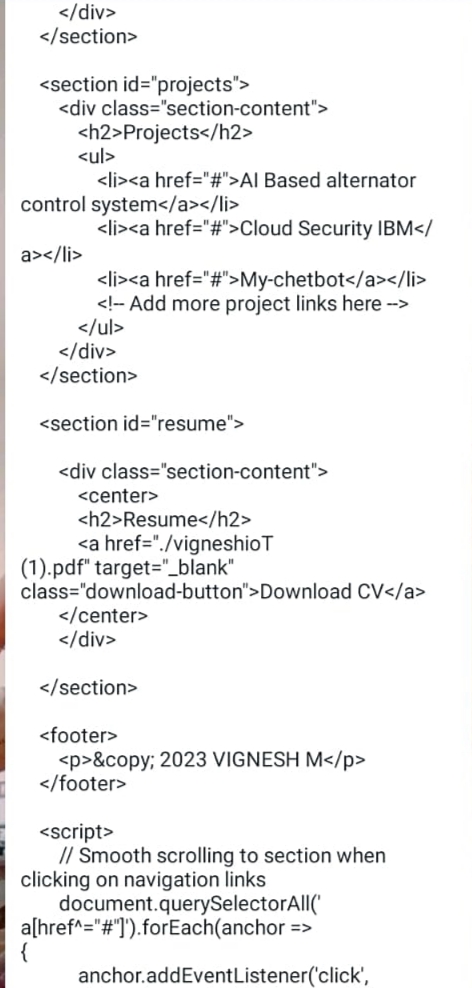 </div>
</section>
<section id="projects">
<div class="section-content">
<h2>Projects</h2>
<ul>
<li><a href="#">AI Based alternator
control system</a></li>
<li><a href="#">Cloud Security IBM</
a></li>
<li><a href="#">My-chetbot</a></li>
<!-- Add more project links here -->
</ul>
</div>
</section>
<section id="resume">
<div class="section-content">
<center>
<h2>Resume</h2>
<a href="./vigneshioT
(1).pdf" target="_blank"
class="download-button">Download CV</a>
</center>
</div>
</section>
<footer>
<p>&copy; 2023 VIGNESH M</p>
</footer>
<script>
// Smooth scrolling to section when
clicking on navigation links
document.querySelectorAll('
a[href^="#"]').forEach(anchor =>
{
anchor.addEventListener('click',